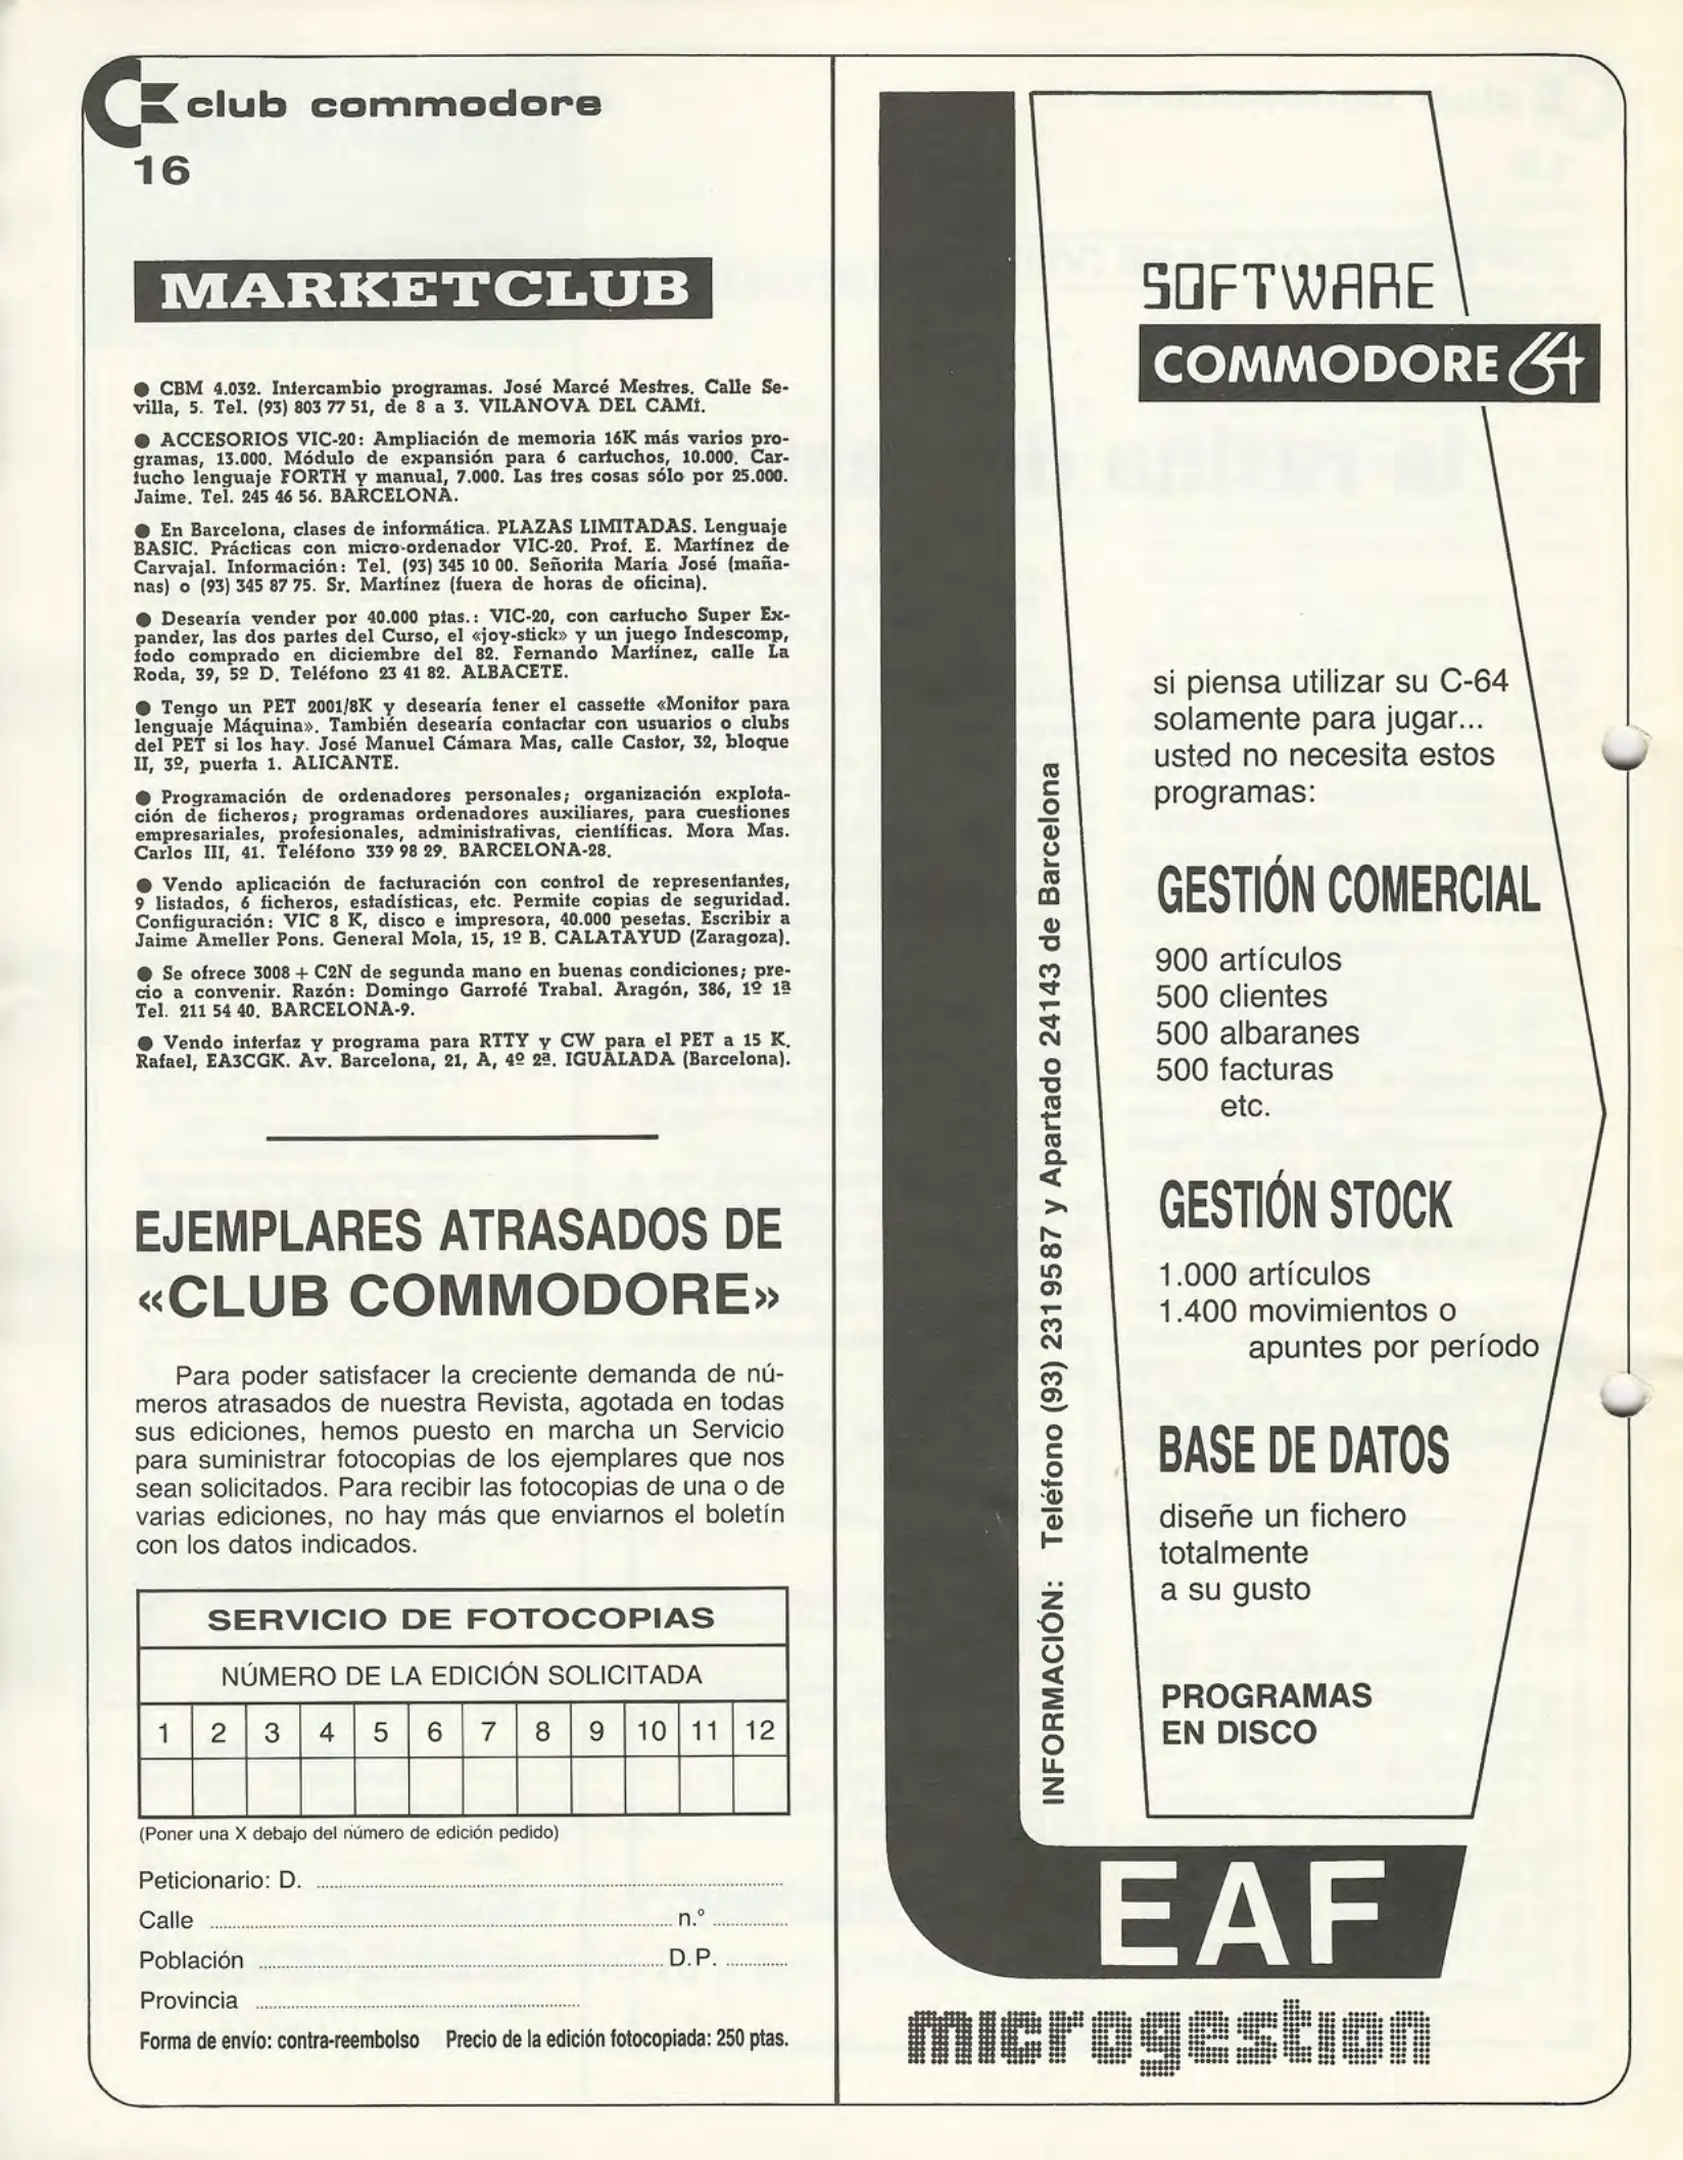 club commodore
16
MARKETCLUB
● CBM 4.032. Intercambio programas. José Marcé Mestres. Calle Se-
villa, 5. Tel. (93) 803 77 51, de 8 a 3. VILANOVA DEL CAMÍ.
● ACCESORIOS VIC-20: Ampliación de memoria 16K más varios pro-
gramas, 13.000. Módulo de expansión para 6 cartuchos, 10.000. Car-
tucho lenguaje FORTH y manual, 7.000. Las tres cosas sólo por 25.000.
Jaime. Tel. 245 46 56. BARCELONA.
● En Barcelona, clases de informática. PLAZAS LIMITADAS. Lenguaje
BASIC. Prácticas con micro-ordenador VIC-20. Prof. E. Martínez de
Carvajal. Información: Tel. (93) 345 10 00. Señorita María José (maña-
nas) o (93) 345 87 75. Sr. Martínez (fuera de horas de oficina).
● Desearía vender por 40.000 ptas.: VIC-20, con cartucho Super Ex-
pander, las dos partes del Curso, el «joy-stick» y un juego Indescomp,
todo comprado en diciembre del 82. Fernando Martínez, calle La
Roda, 39, 5º D. Teléfono 23 41 82. ALBACETE.
● Tengo un PET 2001/8K y desearía tener el cassette «Monitor para
lenguaje Máquina». También desearía contactar con usuarios o clubs
del PET si los hay. José Manuel Cámara Mas, calle Castor, 32, bloque
II, 3º, puerta 1. ALICANTE.
● Programación de ordenadores personales; organización explota-
ción de ficheros; programas ordenadores auxiliares, para cuestiones
empresariales, profesionales, administrativas, científicas. Mora Mas.
Carlos III, 41. Teléfono 339 98 29. BARCELONA-28.
● Vendo aplicación de facturación con control de representantes,
9 listados, 6 ficheros, estadísticas, etc. Permite copias de seguridad.
Configuración: VIC 8 K, disco e impresora, 40.000 pesetas. Escribir a
Jaime Ameller Pons. General Mola, 15, 1º B. CALATAYUD (Zaragoza).
● Se ofrece 3008 + C2N de segunda mano en buenas condiciones; pre-
cio a convenir. Razón: Domingo Garrofé Trabal. Aragón, 386, 1º 1ª
Tel. 211 54 40. BARCELONA-9.
● Vendo interfaz y programa para RTTY y CW para el PET a 15 K.
Rafael, EA3CGK. Av. Barcelona, 21, A, 4º 2ª. IGUALADA (Barcelona).
EJEMPLARES ATRASADOS DE
«CLUB COMMODORE»
Para poder satisfacer la creciente demanda de nú-
meros atrasados de nuestra Revista, agotada en todas
sus ediciones, hemos puesto en marcha un Servicio
para suministrar fotocopias de los ejemplares que nos
sean solicitados. Para recibir las fotocopias de una o de
varias ediciones, no hay más que enviarnos el boletín
con los datos indicados.
SERVICIO DE FOTOCOPIAS
NÚMERO DE LA EDICIÓN SOLICITADA
1 2 3 4 5 6 7 8 9 10 11 12
(Poner una X debajo del número de edición pedido)
Peticionario: D.
Calle n.º
Población D.P.
Provincia
Forma de envío: contra-reembolso Precio de la edición fotocopiada: 250 ptas.
SOFTWARE
COMMODORE 64
si piensa utilizar su C-64
solamente para jugar...
usted no necesita estos
programas:
GESTIÓN COMERCIAL
900 artículos
500 clientes
500 albaranes
500 facturas
etc.
GESTIÓN STOCK
1.000 artículos
1.400 movimientos o
apuntes por período
BASE DE DATOS
diseñe un fichero
totalmente
a su gusto
PROGRAMAS
EN DISCO
INFORMACIÓN: Teléfono (93) 231 95 87 y Apartado 24143 de Barcelona
EAF
microgestion